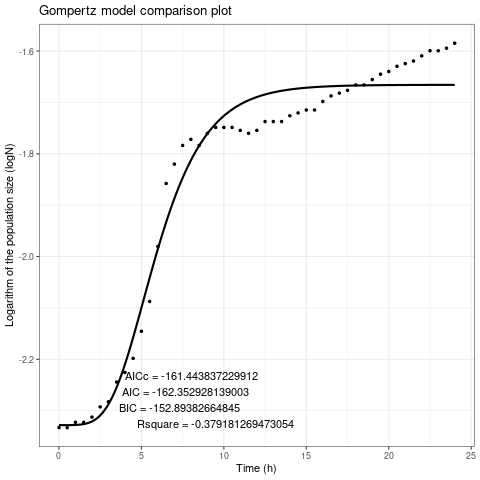 Gompertz model comparison plot
Logarithm of the population size (logN)
-1.6
-1.8
-2.0
-2.2
AICc = -161.443837229912
AIC = -162.352928139003
BIC = -152.89382664845
Rsquare = -0.379181269473054
0
5
10
15
20
25
Time (h)